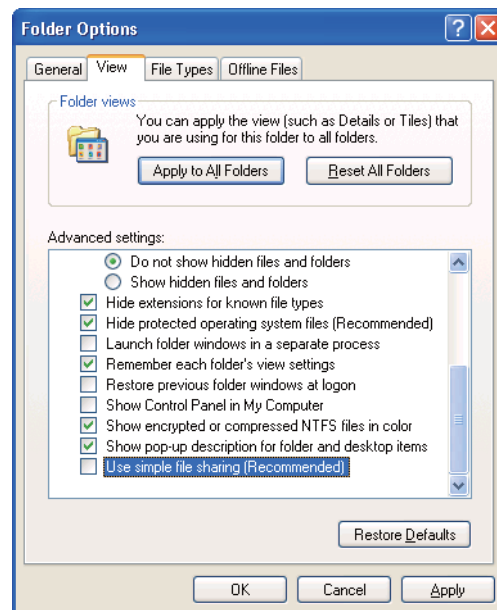 Folder Options
General View File Types Offline Files
Folder views
You can apply the view (such as Details or Tiles) that
you are using for this folder to all folders.
Apply to All Folders Reset All Folders
Advanced settings:
Do not show hidden files and folders
Show hidden files and folders
Hide extensions for known file types
Hide protected operating system files (Recommended)
Launch folder windows in a separate process
Remember each folder's view settings
Restore previous folder windows at logon
Show Control Panel in My Computer
Show encrypted or compressed NTFS files in color
Show pop-up description for folder and desktop items
Use simple file sharing (Recommended)
Restore Defaults
OK Cancel Apply